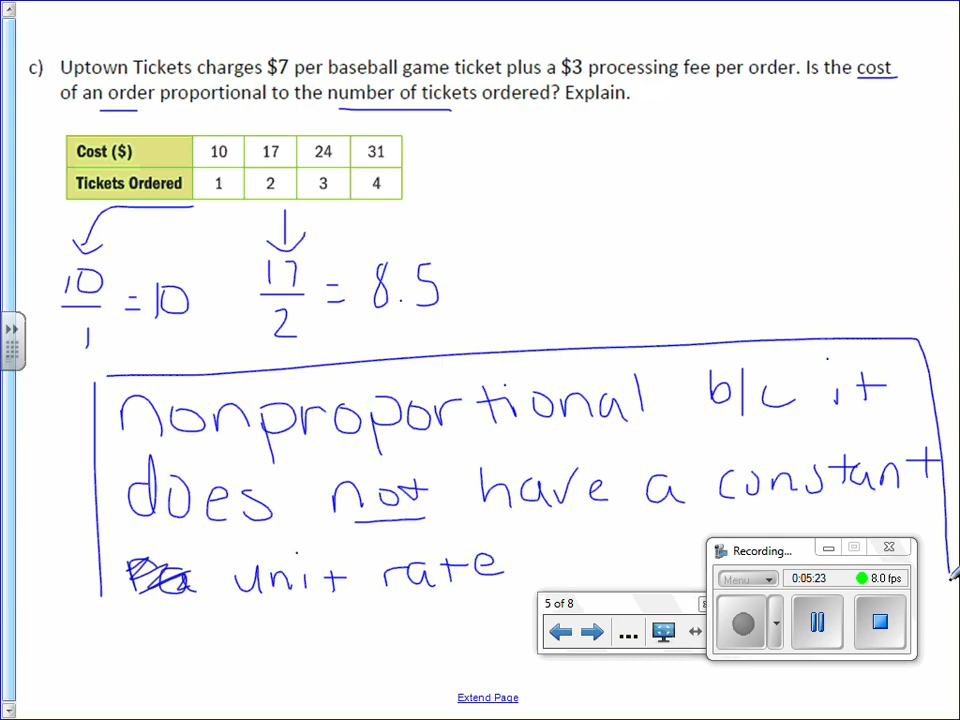 c) Uptown Tickets charges $7 per baseball game ticket plus a $3 processing fee per order. Is the cost
of an order proportional to the number of tickets ordered? Explain.
Cost ($) 10 17 24 31
Tickets Ordered 1 2 3 4
10/1 = 10 17/2 = 8.5
nonproportional b/c it
does not have a constant
unit rate
Recording...
Menu 0:05:23 8.0 fps
5 of 8
...
Extend Page